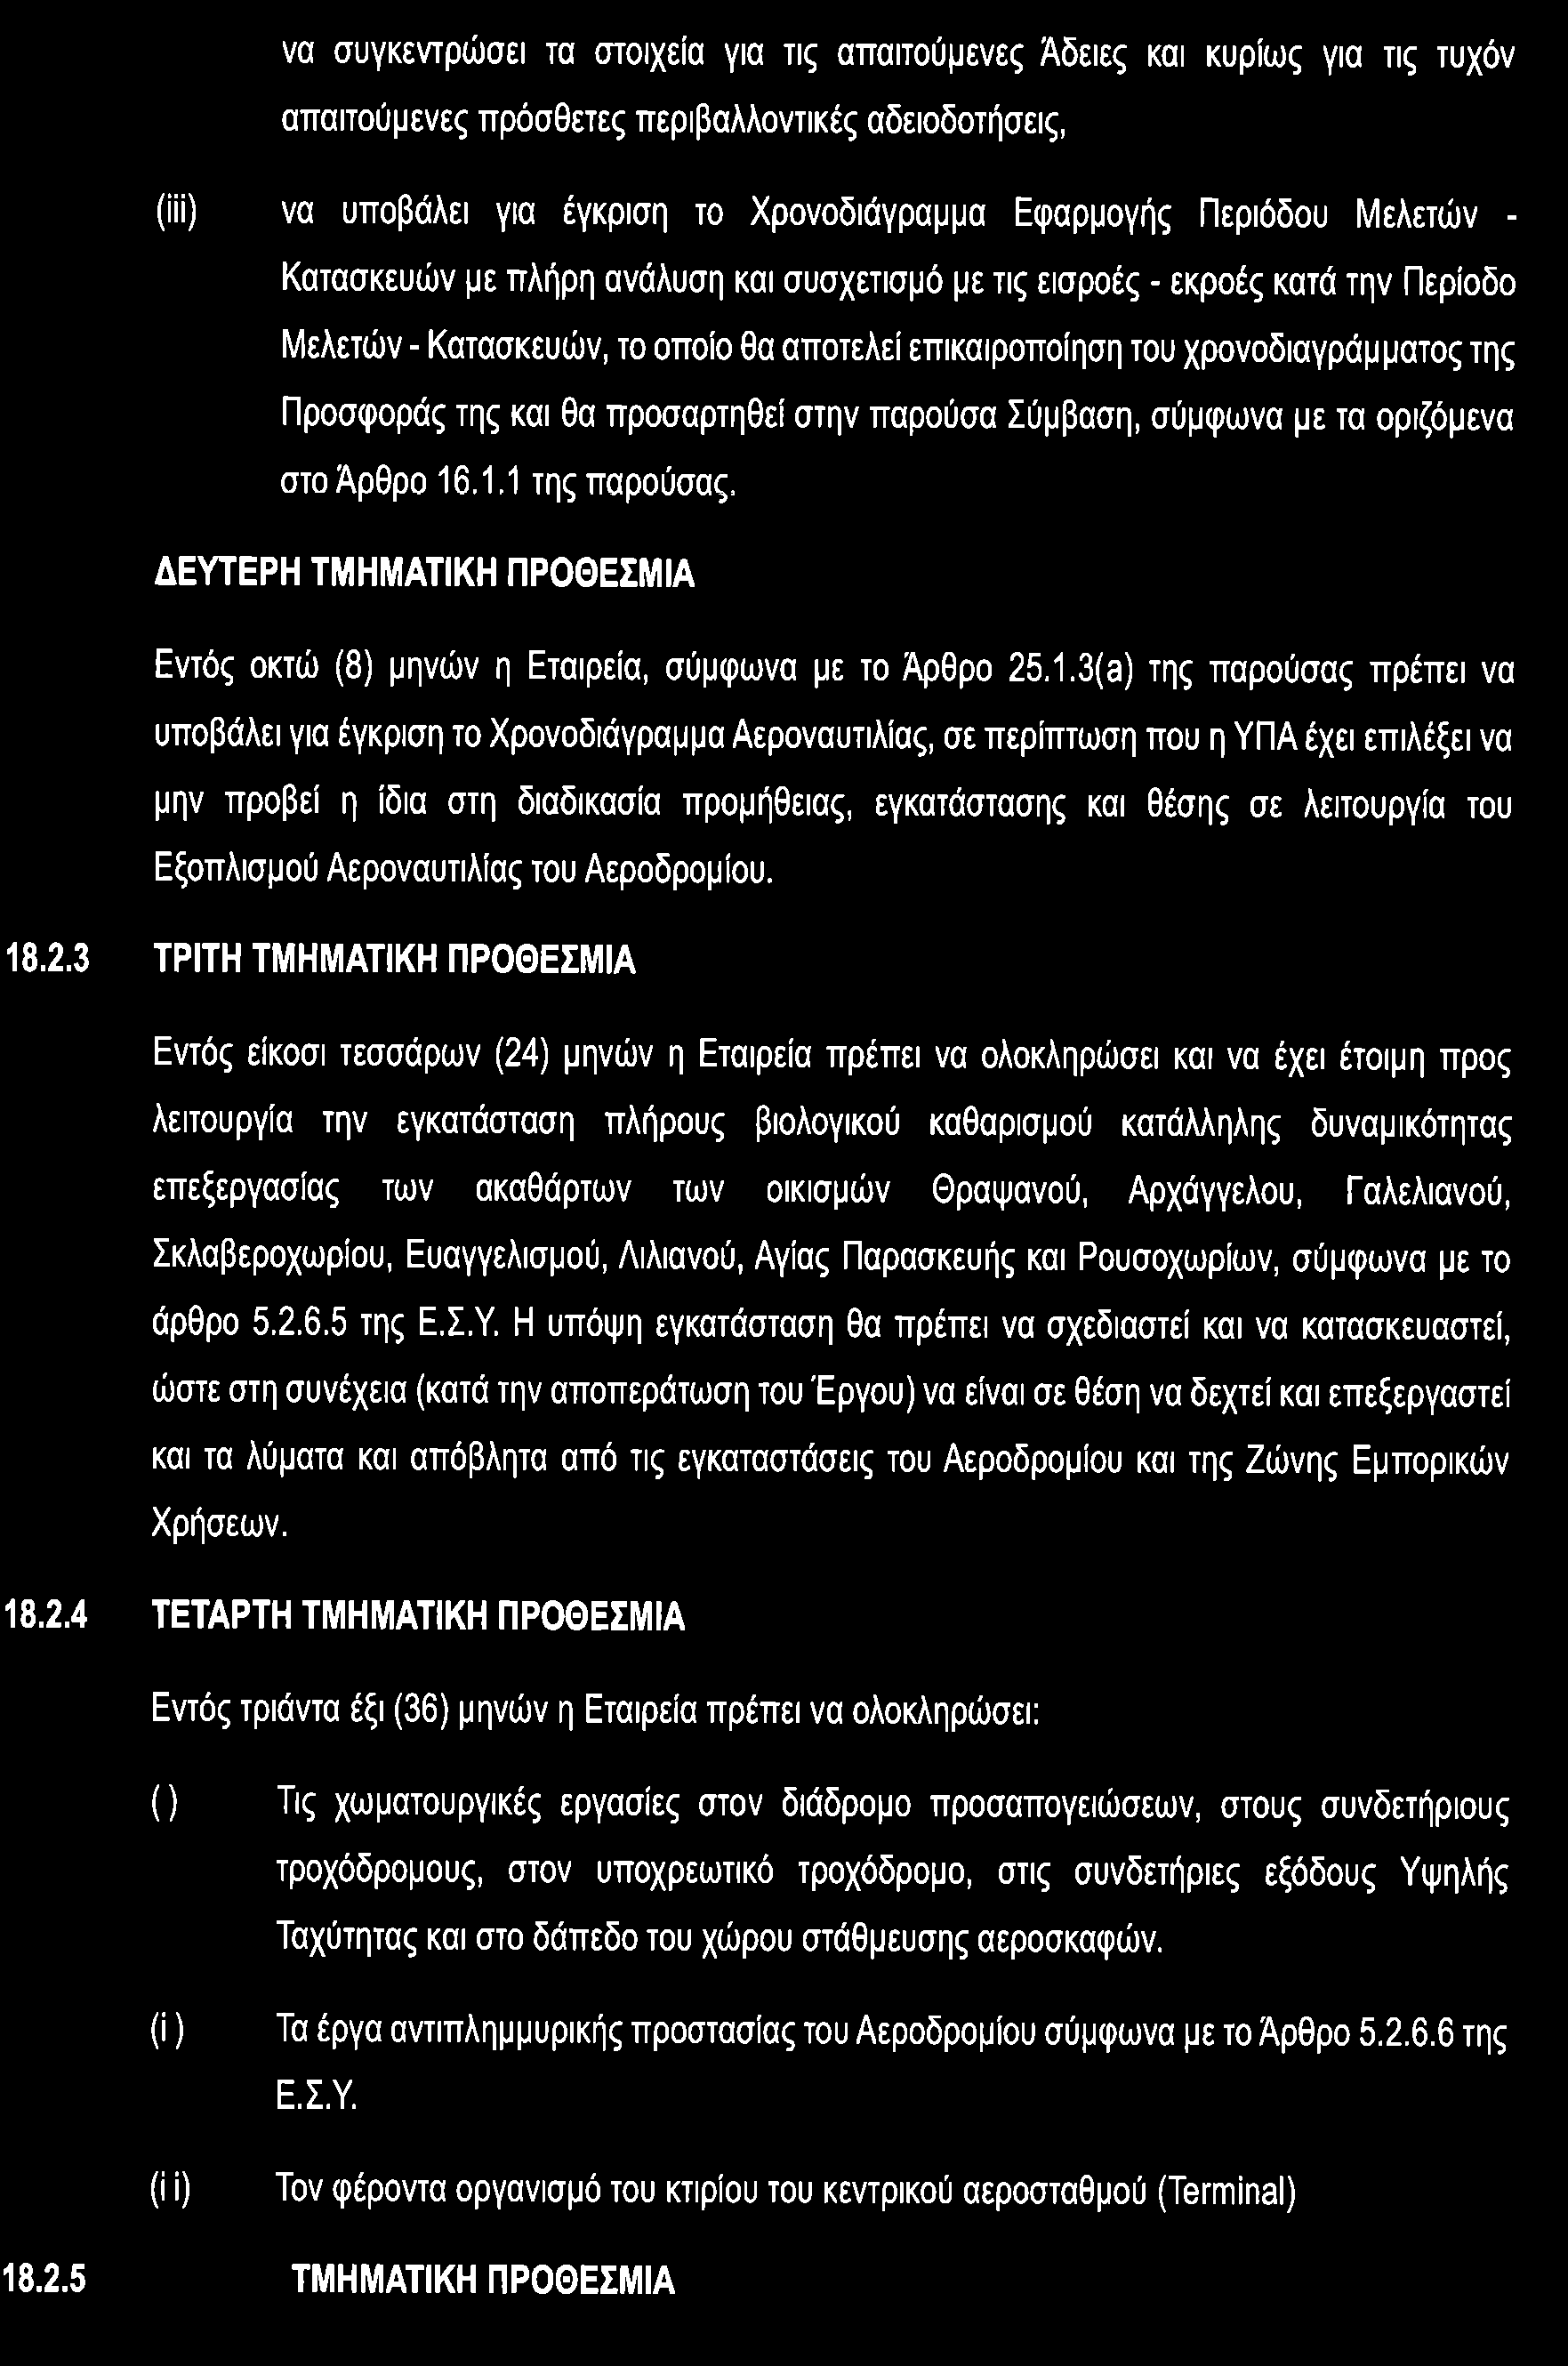 να συγκεντρώσει τα στοιχεία για τις απαιτούμενες Άδειες και κυρίως για τις τυχόν
απαιτούμενες πρόσθετες περιβαλλοντικές αδειοδοτήσεις,
(iii) να υποβάλει για έγκριση το Χρονοδιάγραμμα Εφαρμογής Περιόδου Μελετών -
Κατασκευών με πλήρη ανάλυση και συσχετισμό με τις εισροές - εκροές κατά την Περίοδο
Μελετών - Κατασκευών, το οποίο θα αποτελεί επικαιροποίηση του χρονοδιαγράμματος της
Προσφοράς της και θα προσαρτηθεί στην παρούσα Σύμβαση, σύμφωνα με τα οριζόμενα
στο Άρθρο 16.1.1 της παρούσας.
ΔΕΥΤΕΡΗ ΤΜΗΜΑΤΙΚΗ ΠΡΟΘΕΣΜΙΑ
Εντός οκτώ (8) μηνών η Εταιρεία, σύμφωνα με το Άρθρο 25.1.3(a) της παρούσας πρέπει να
υποβάλει για έγκριση το Χρονοδιάγραμμα Αεροναυτιλίας, σε περίπτωση που η ΥΠΑ έχει επιλέξει να
μην προβεί η ίδια στη διαδικασία προμήθειας, εγκατάστασης και θέσης σε λειτουργία του
Εξοπλισμού Αεροναυτιλίας του Αεροδρομίου.
18.2.3 ΤΡΙΤΗ ΤΜΗΜΑΤΙΚΗ ΠΡΟΘΕΣΜΙΑ
Εντός είκοσι τεσσάρων (24) μηνών η Εταιρεία πρέπει να ολοκληρώσει και να έχει έτοιμη προς
λειτουργία την εγκατάσταση πλήρους βιολογικού καθαρισμού κατάλληλης δυναμικότητας
επεξεργασίας των ακαθάρτων των οικισμών Θραψανού, Αρχάγγελου, Γαλελιανού,
Σκλαβεροχωρίου, Ευαγγελισμού, Λιλιανού, Αγίας Παρασκευής και Ρουσοχωρίων, σύμφωνα με το
άρθρο 5.2.6.5 της Ε.Σ.Υ. Η υπόψη εγκατάσταση θα πρέπει να σχεδιαστεί και να κατασκευαστεί,
ώστε στη συνέχεια (κατά την αποπεράτωση του Έργου) να είναι σε θέση να δεχτεί και επεξεργαστεί
και τα λύματα και απόβλητα από τις εγκαταστάσεις του Αεροδρομίου και της Ζώνης Εμπορικών
Χρήσεων.
18.2.4 ΤΕΤΑΡΤΗ ΤΜΗΜΑΤΙΚΗ ΠΡΟΘΕΣΜΙΑ
Εντός τριάντα έξι (36) μηνών η Εταιρεία πρέπει να ολοκληρώσει:
() Τις χωματουργικές εργασίες στον διάδρομο προσαπογειώσεων, στους συνδετήριους
τροχόδρομους, στον υποχρεωτικό τροχόδρομο, στις συνδετήριες εξόδους Υψηλής
Ταχύτητας και στο δάπεδο του χώρου στάθμευσης αεροσκαφών.
(i ) Τα έργα αντιπλημμυρικής προστασίας του Αεροδρομίου σύμφωνα με το Άρθρο 5.2.6.6 της
Ε.Σ.Υ.
(i i) Τον φέροντα οργανισμό του κτιρίου του κεντρικού αεροσταθμού (Terminal)
18.2.5 ΤΜΗΜΑΤΙΚΗ ΠΡΟΘΕΣΜΙΑ